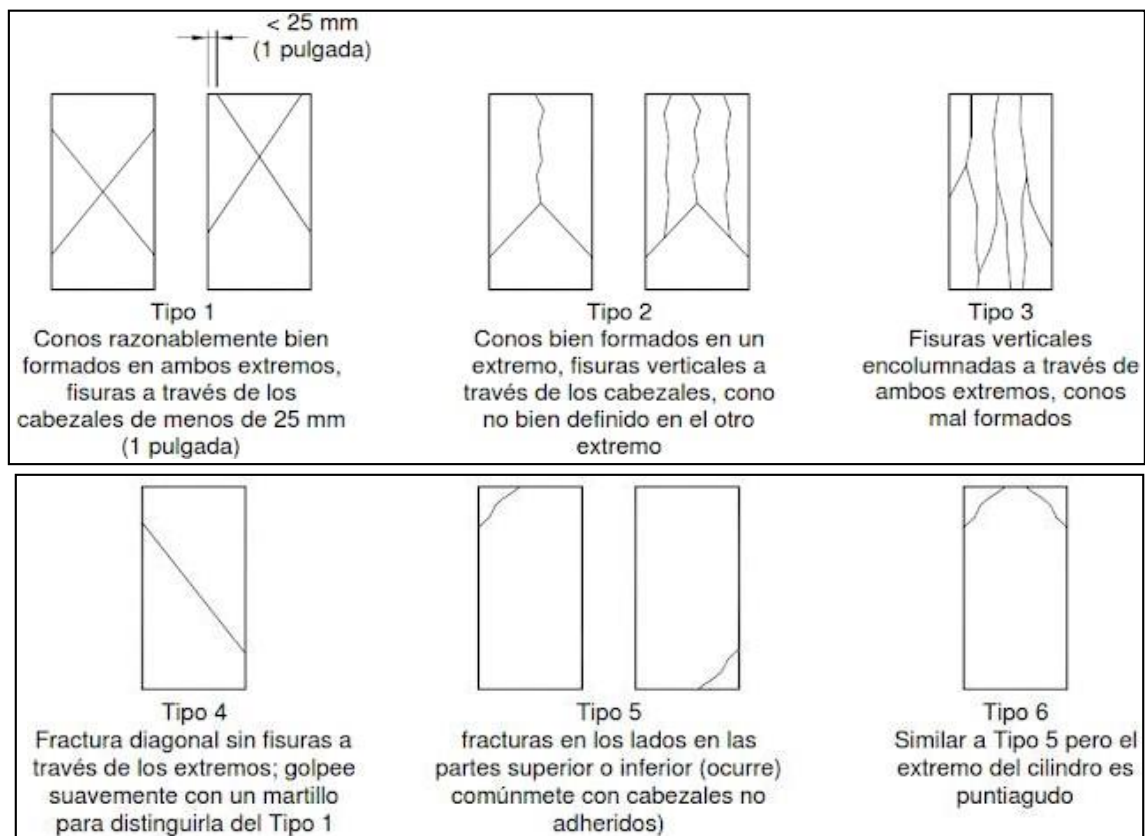 < 25 mm
(1 pulgada)
Tipo 1
Conos razonablemente bien
formados en ambos extremos,
fisuras a través de los
cabezales de menos de 25 mm
(1 pulgada)
Tipo 2
Conos bien formados en un
extremo, fisuras verticales a
través de los cabezales, cono
no bien definido en el otro
extremo
Tipo 3
Fisuras verticales
encolumnadas a través de
ambos extremos, conos
mal formados
Tipo 4
Fractura diagonal sin fisuras a
través de los extremos; golpee
suavemente con un martillo
para distinguirla del Tipo 1
Tipo 5
fracturas en los lados en las
partes superior o inferior (ocurre)
comúnmete con cabezales no
adheridos)
Tipo 6
Similar a Tipo 5 pero el
extremo del cilindro es
puntiagudo